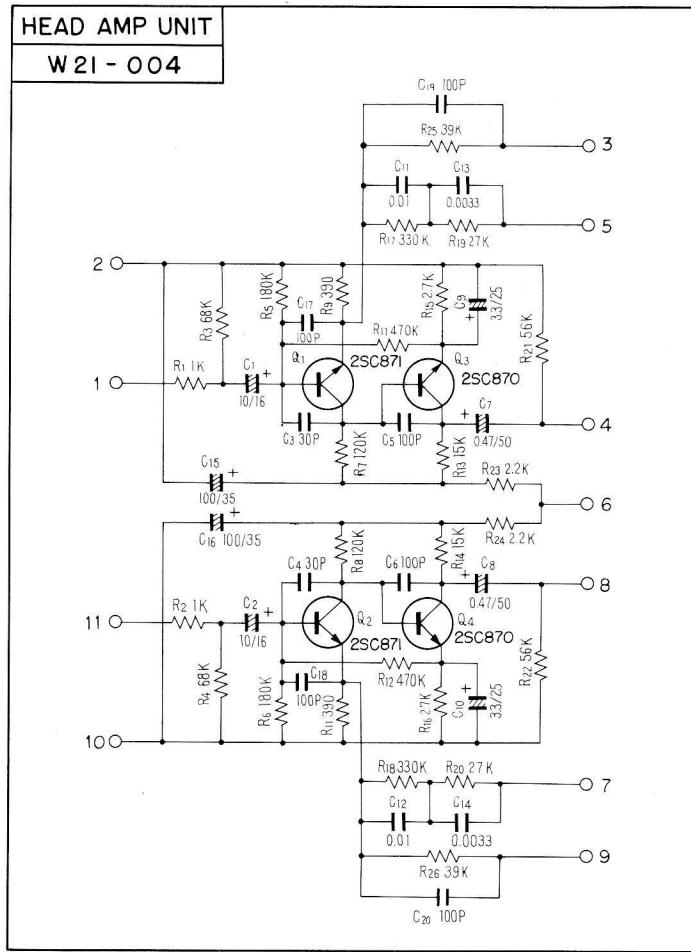 HEAD AMP UNIT
W21-004
C19 100P
R25 39K
3
C11
0.01
C13
0.0033
R17 330K
R19 27K
5
2
R3 68K
R5 180K
C17
100P
R9 390
R11 470K
R15 2.7K
C9
+
33/25
R21 56K
Q1
2SC871
Q3
2SC870
1
R1 1K
C1
+
10/16
C3 30P
C5 100P
+
C7
0.47/50
4
R7 120K
R13 15K
C15
+
100/35
R23 2.2K
6
+
C16 100/35
R24 2.2K
R8 120K
R14 15K
C4 30P
C6 100P
+
C8
0.47/50
8
11
R2 1K
C2
+
10/16
Q2
2SC871
Q4
2SC870
R4 68K
R6 180K
C18
100P
R11 390
R12 470K
R16 27K
+
C10
33/25
R22 56K
10
R18 330K
R20 27K
7
C12
0.01
C14
0.0033
R26 39K
9
C20 100P